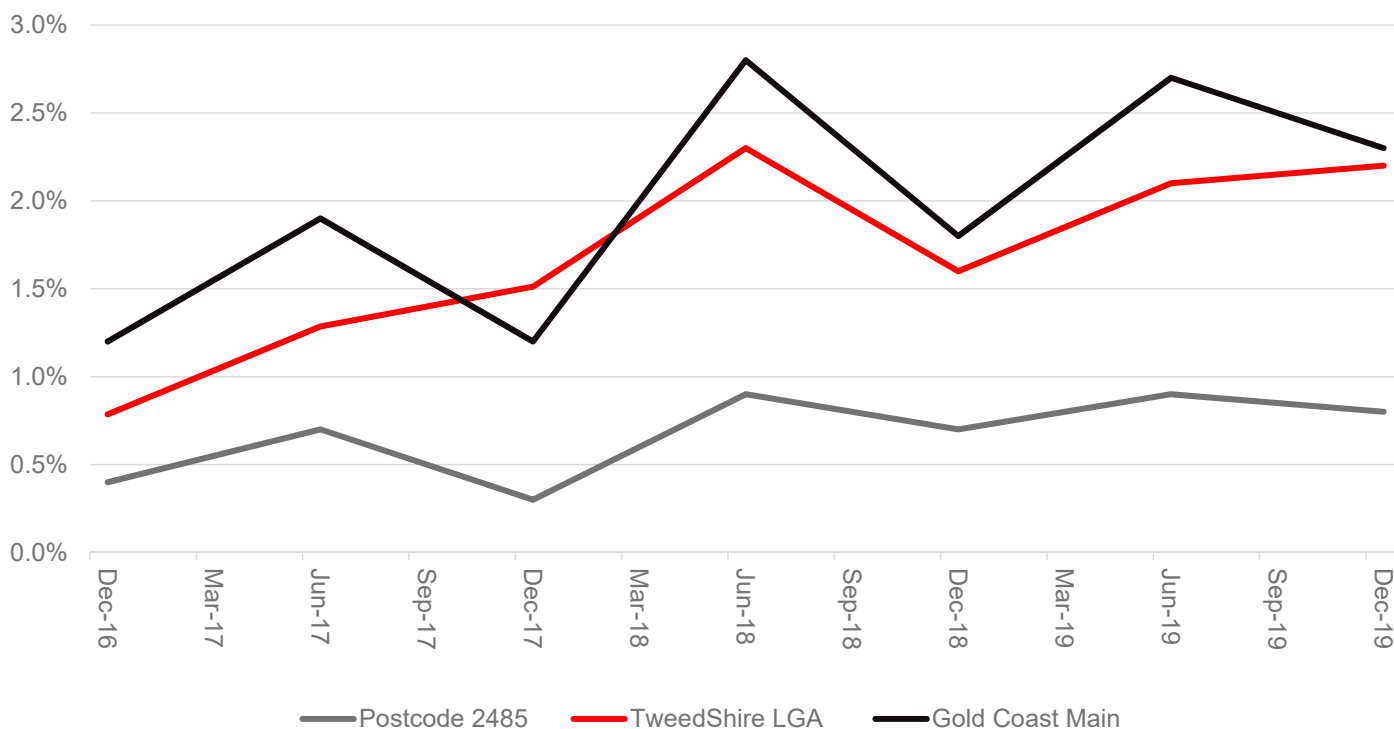 3.0%
2.5%
2.0%
1.5%
1.0%
0.5%
0.0%
Dec-16
Mar-17
Jun-17
Sep-17
Dec-17
Mar-18
Jun-18
Sep-18
Dec-18
Mar-19
Jun-19
Sep-19
Dec-19
Postcode 2485 TweedShire LGA Gold Coast Main